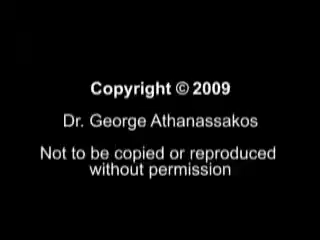 Copyright © 2009
Dr. George Athanassakos
Not to be copied or reproduced
without permission